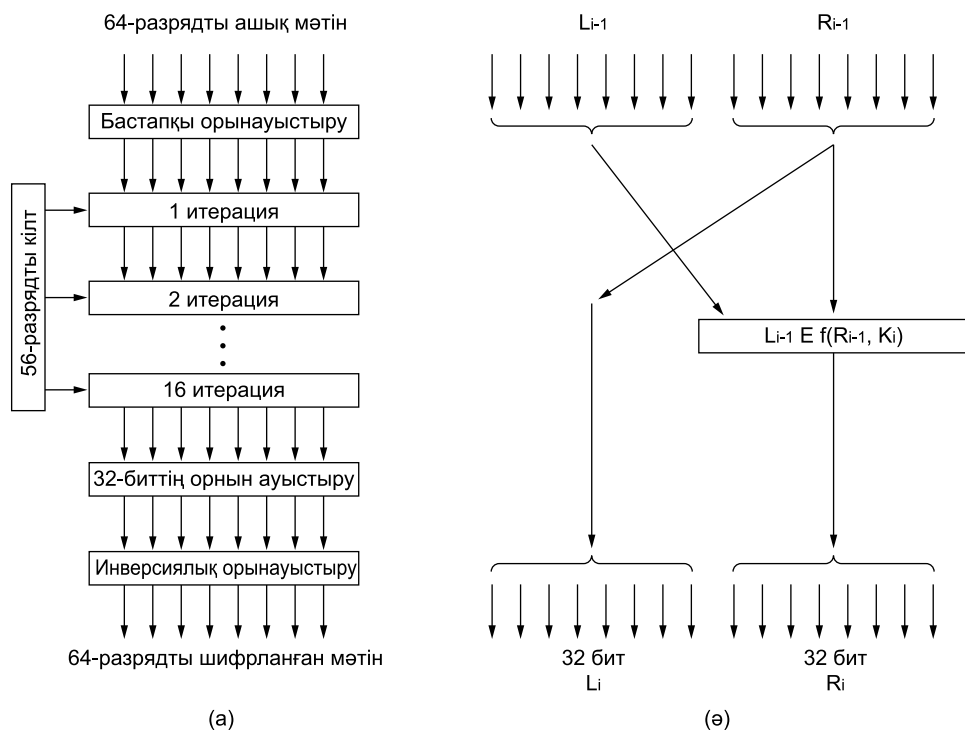 64-разрядты ашық мәтін
Бастапқы орынауыстыру
56-разрядты кілт
1 итерация
2 итерация
16 итерация
32-биттің орнын ауыстыру
Инверсиялық орынауыстыру
64-разрядты шифрланған мәтін
(а)
Li-1
Ri-1
Li-1 E f(Ri-1, Ki)
32 бит
Li
32 бит
Ri
(ә)